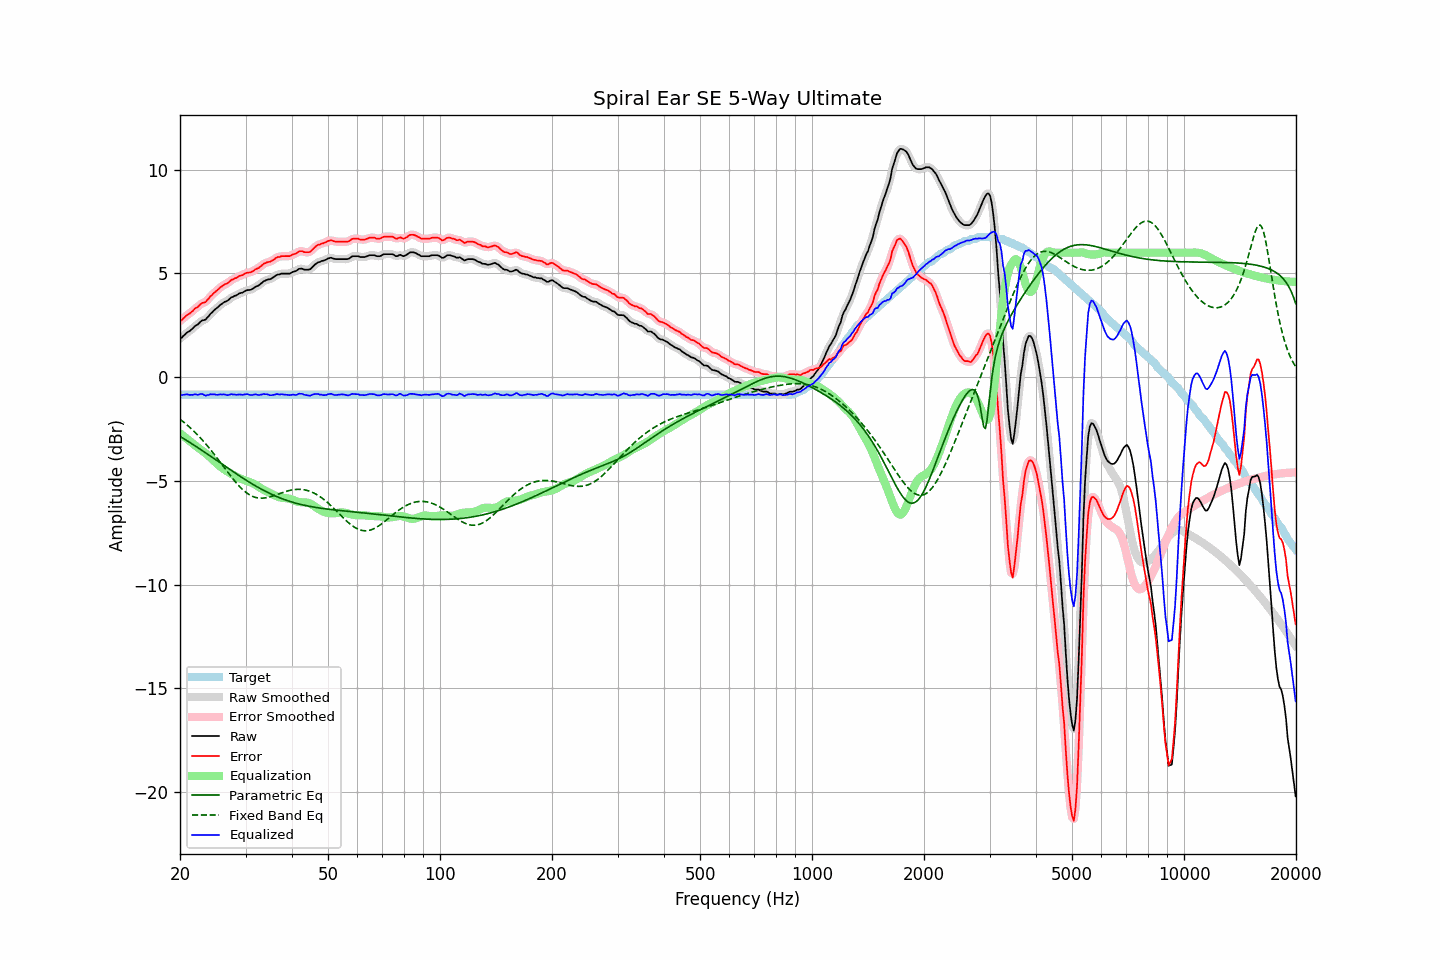 Spiral Ear SE 5-Way Ultimate
Amplitude (dBr)
10
5
0
−5
−10
−15
−20
Target
Raw Smoothed
Error Smoothed
Raw
Error
Equalization
Parametric Eq
Fixed Band Eq
Equalized
20 50 100 200 500 1000 2000 5000 10000 20000
Frequency (Hz)